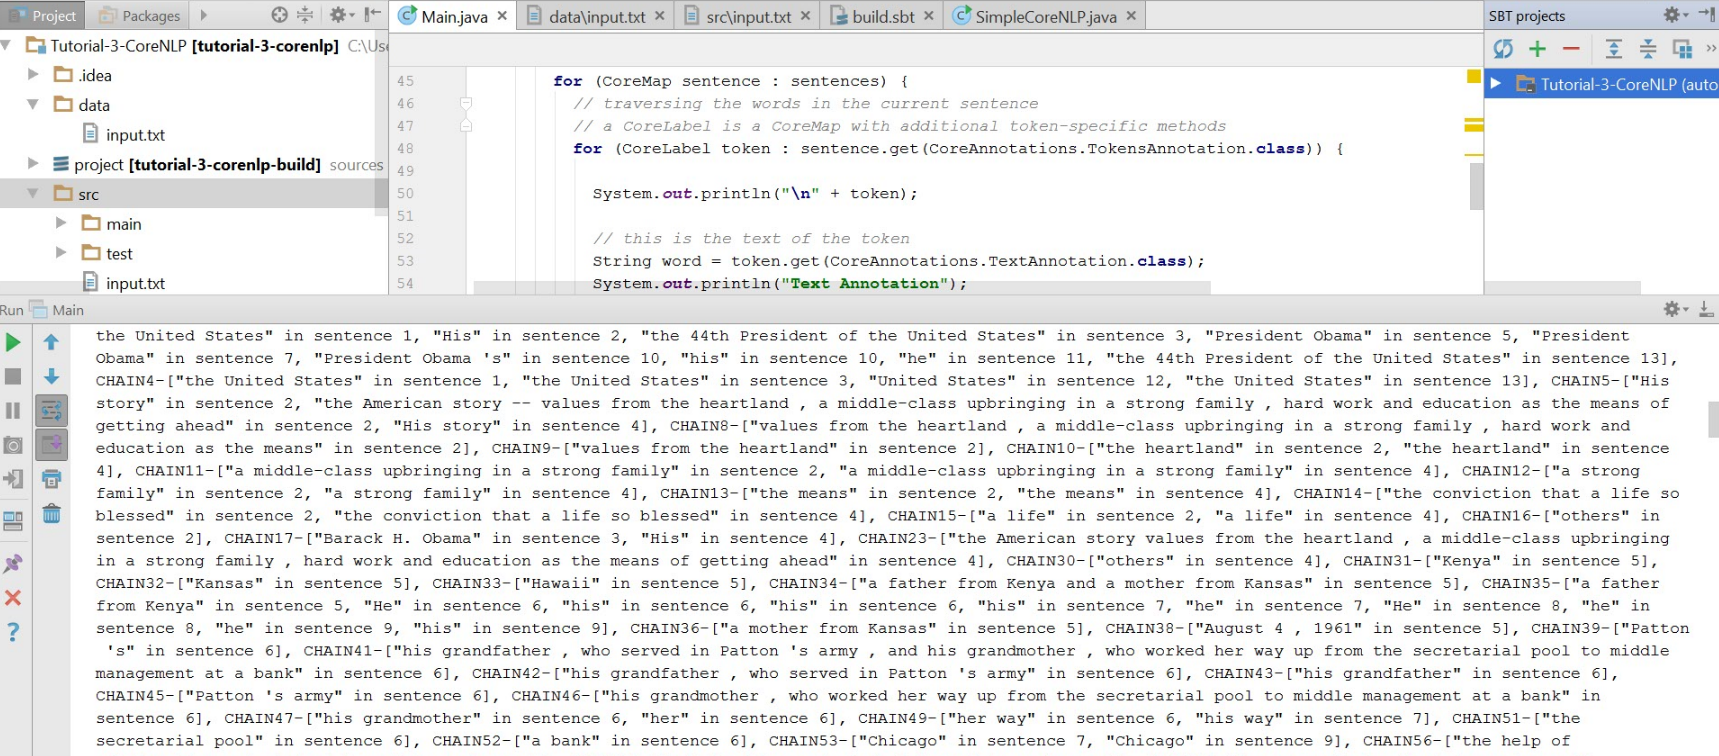 Project
Packages
Main.java
data\input.txt
src\input.txt
build.sbt
SimpleCoreNLP.java
SBT projects
Tutorial-3-CoreNLP [tutorial-3-corenlp] C:\Use
.idea
data
input.txt
project [tutorial-3-corenlp-build] sources
src
main
test
input.txt
45 for (CoreMap sentence : sentences) {
46 // traversing the words in the current sentence
47 // a CoreLabel is a CoreMap with additional token-specific methods
48 for (CoreLabel token : sentence.get(CoreAnnotations.TokensAnnotation.class)) {
49
50 System.out.println("\n" + token);
51
52 // this is the text of the token
53 String word = token.get(CoreAnnotations.TextAnnotation.class);
54 System.out.println("Text Annotation");
Tutorial-3-CoreNLP (auto
Run Main
the United States" in sentence 1, "His" in sentence 2, "the 44th President of the United States" in sentence 3, "President Obama" in sentence 5, "President
Obama" in sentence 7, "President Obama 's" in sentence 10, "his" in sentence 10, "he" in sentence 11, "the 44th President of the United States" in sentence 13],
CHAIN4-["the United States" in sentence 1, "the United States" in sentence 3, "United States" in sentence 12, "the United States" in sentence 13], CHAIN5-["His
story" in sentence 2, "the American story -- values from the heartland , a middle-class upbringing in a strong family , hard work and education as the means of
getting ahead" in sentence 2, "His story" in sentence 4], CHAIN8-["values from the heartland , a middle-class upbringing in a strong family , hard work and
education as the means" in sentence 2], CHAIN9-["values from the heartland" in sentence 2], CHAIN10-["the heartland" in sentence 2, "the heartland" in sentence
4], CHAIN11-["a middle-class upbringing in a strong family" in sentence 2, "a middle-class upbringing in a strong family" in sentence 4], CHAIN12-["a strong
family" in sentence 2, "a strong family" in sentence 4], CHAIN13-["the means" in sentence 2, "the means" in sentence 4], CHAIN14-["the conviction that a life so
blessed" in sentence 2, "the conviction that a life so blessed" in sentence 4], CHAIN15-["a life" in sentence 2, "a life" in sentence 4], CHAIN16-["others" in
sentence 2], CHAIN17-["Barack H. Obama" in sentence 3, "His" in sentence 4], CHAIN23-["the American story values from the heartland , a middle-class upbringing
in a strong family , hard work and education as the means of getting ahead" in sentence 4], CHAIN30-["others" in sentence 4], CHAIN31-["Kenya" in sentence 5],
CHAIN32-["Kansas" in sentence 5], CHAIN33-["Hawaii" in sentence 5], CHAIN34-["a father from Kenya and a mother from Kansas" in sentence 5], CHAIN35-["a father
from Kenya" in sentence 5, "He" in sentence 6, "his" in sentence 6, "his" in sentence 6, "his" in sentence 7, "he" in sentence 7, "He" in sentence 8, "he" in
sentence 8, "he" in sentence 9, "his" in sentence 9], CHAIN36-["a mother from Kansas" in sentence 5], CHAIN38-["August 4 , 1961" in sentence 5], CHAIN39-["Patton
's" in sentence 6], CHAIN41-["his grandfather , who served in Patton 's army , and his grandmother , who worked her way up from the secretarial pool to middle
management at a bank" in sentence 6], CHAIN42-["his grandfather , who served in Patton 's army" in sentence 6], CHAIN43-["his grandfather" in sentence 6],
CHAIN45-["Patton 's army" in sentence 6], CHAIN46-["his grandmother , who worked her way up from the secretarial pool to middle management at a bank" in
sentence 6], CHAIN47-["his grandmother" in sentence 6, "her" in sentence 6], CHAIN49-["her way" in sentence 6, "his way" in sentence 7], CHAIN51-["the
secretarial pool" in sentence 6], CHAIN52-["a bank" in sentence 6], CHAIN53-["Chicago" in sentence 7, "Chicago" in sentence 9], CHAIN56-["the help of